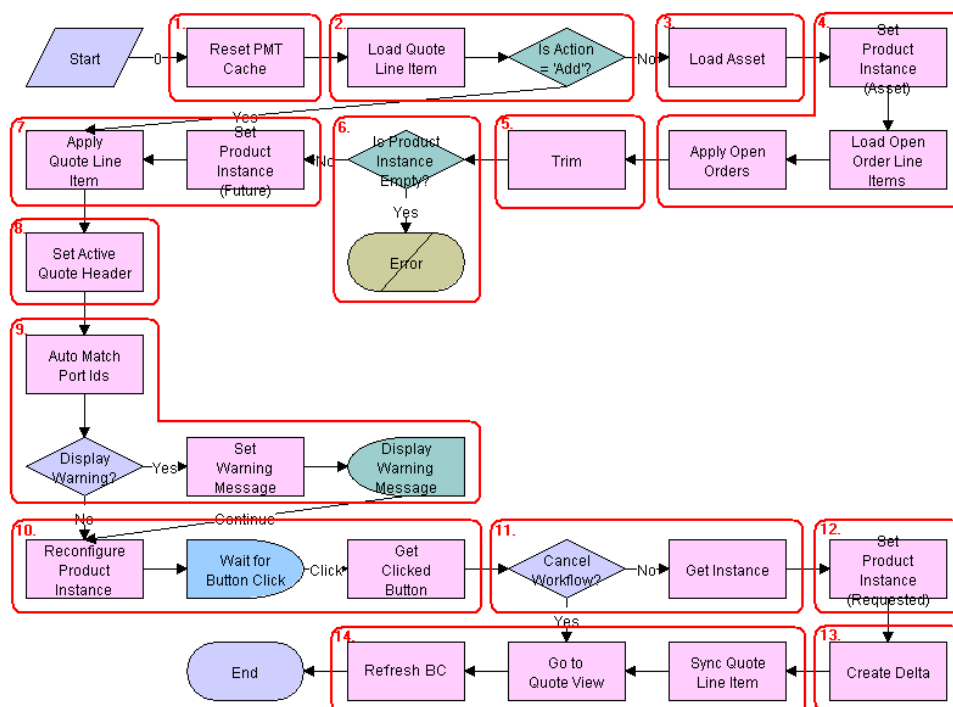 1.
2.
3.
4.
Start
0
Reset PMT
Cache
Load Quote
Line Item
Is Action
= 'Add'?
No
Load Asset
Set
Product
Instance
(Asset)
Yes
7
Apply
Quote Line
Item
Set
Product
Instance
(Future)
No
6.
Is Product
Instance
Empty?
Yes
Error
5.
Trim
Apply Open
Orders
Load Open
Order Line
Items
8
Set Active
Quote Header
9.
Auto Match
Port Ids
Display
Warning?
Yes
Set
Warning
Message
Display
Warning
Message
No
Continue
10.
Reconfigure
Product
Instance
Wait for
Button Click
Click
Get
Clicked
Button
11.
Cancel
Workflow?
No
Get Instance
12.
Set
Product
Instance
(Requested)
Yes
14.
End
Refresh BC
Go to
Quote View
Sync Quote
Line Item
13.
Create Delta